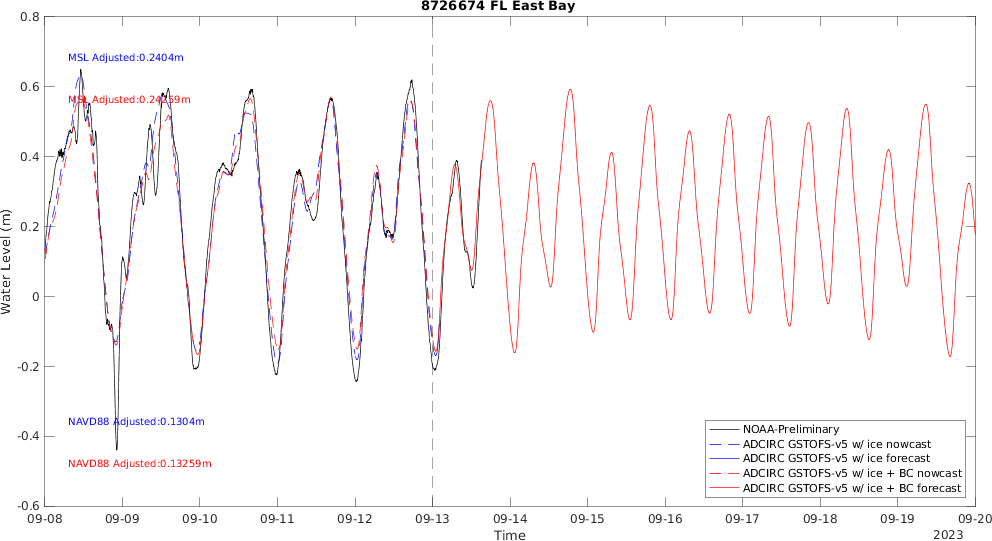 8726674 FL East Bay
Water Level (m)
0.8
0.6
0.4
0.2
0
-0.2
-0.4
-0.6
MSL Adjusted:0.2404m
MSL Adjusted:0.24259m
NAVD88 Adjusted:0.1304m
NAVD88 Adjusted:0.13259m
NOAA-Preliminary
ADCIRC GSTOFS-v5 w/ ice nowcast
ADCIRC GSTOFS-v5 w/ ice forecast
ADCIRC GSTOFS-v5 w/ ice + BC nowcast
ADCIRC GSTOFS-v5 w/ ice + BC forecast
09-08 09-09 09-10 09-11 09-12 09-13 09-14 09-15 09-16 09-17 09-18 09-19 09-20
Time
2023